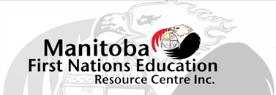 Manitoba
First Nations Education
Resource Centre Inc.